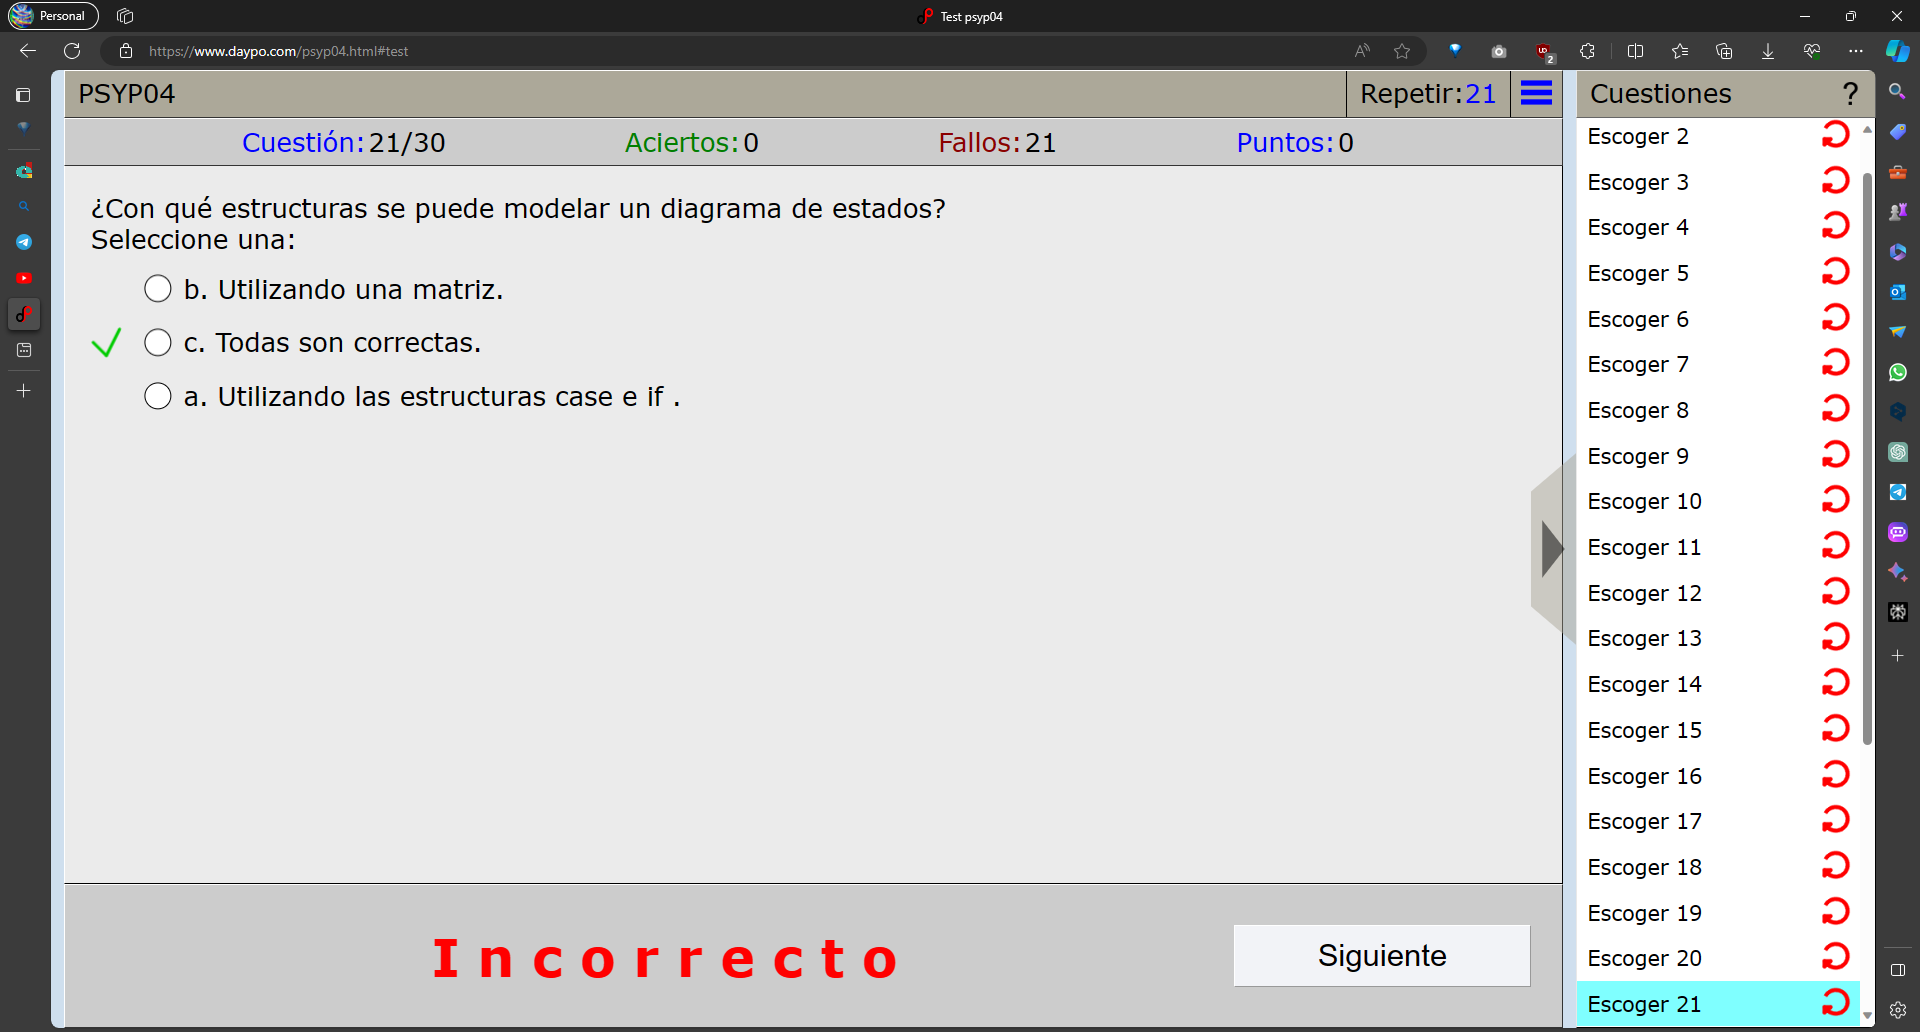 Personal
Test psyp04
https://www.daypo.com/psyp04.html#test
2
PSYP04
Repetir:21
Cuestión:21/30
Aciertos:0
Fallos:21
Puntos:0
¿Con qué estructuras se puede modelar un diagrama de estados?
Seleccione una:
b. Utilizando una matriz.
c. Todas son correctas.
a. Utilizando las estructuras case e if .
Incorrecto
Siguiente
Cuestiones
?
Escoger 2
Escoger 3
Escoger 4
Escoger 5
Escoger 6
Escoger 7
Escoger 8
Escoger 9
Escoger 10
Escoger 11
Escoger 12
Escoger 13
Escoger 14
Escoger 15
Escoger 16
Escoger 17
Escoger 18
Escoger 19
Escoger 20
Escoger 21